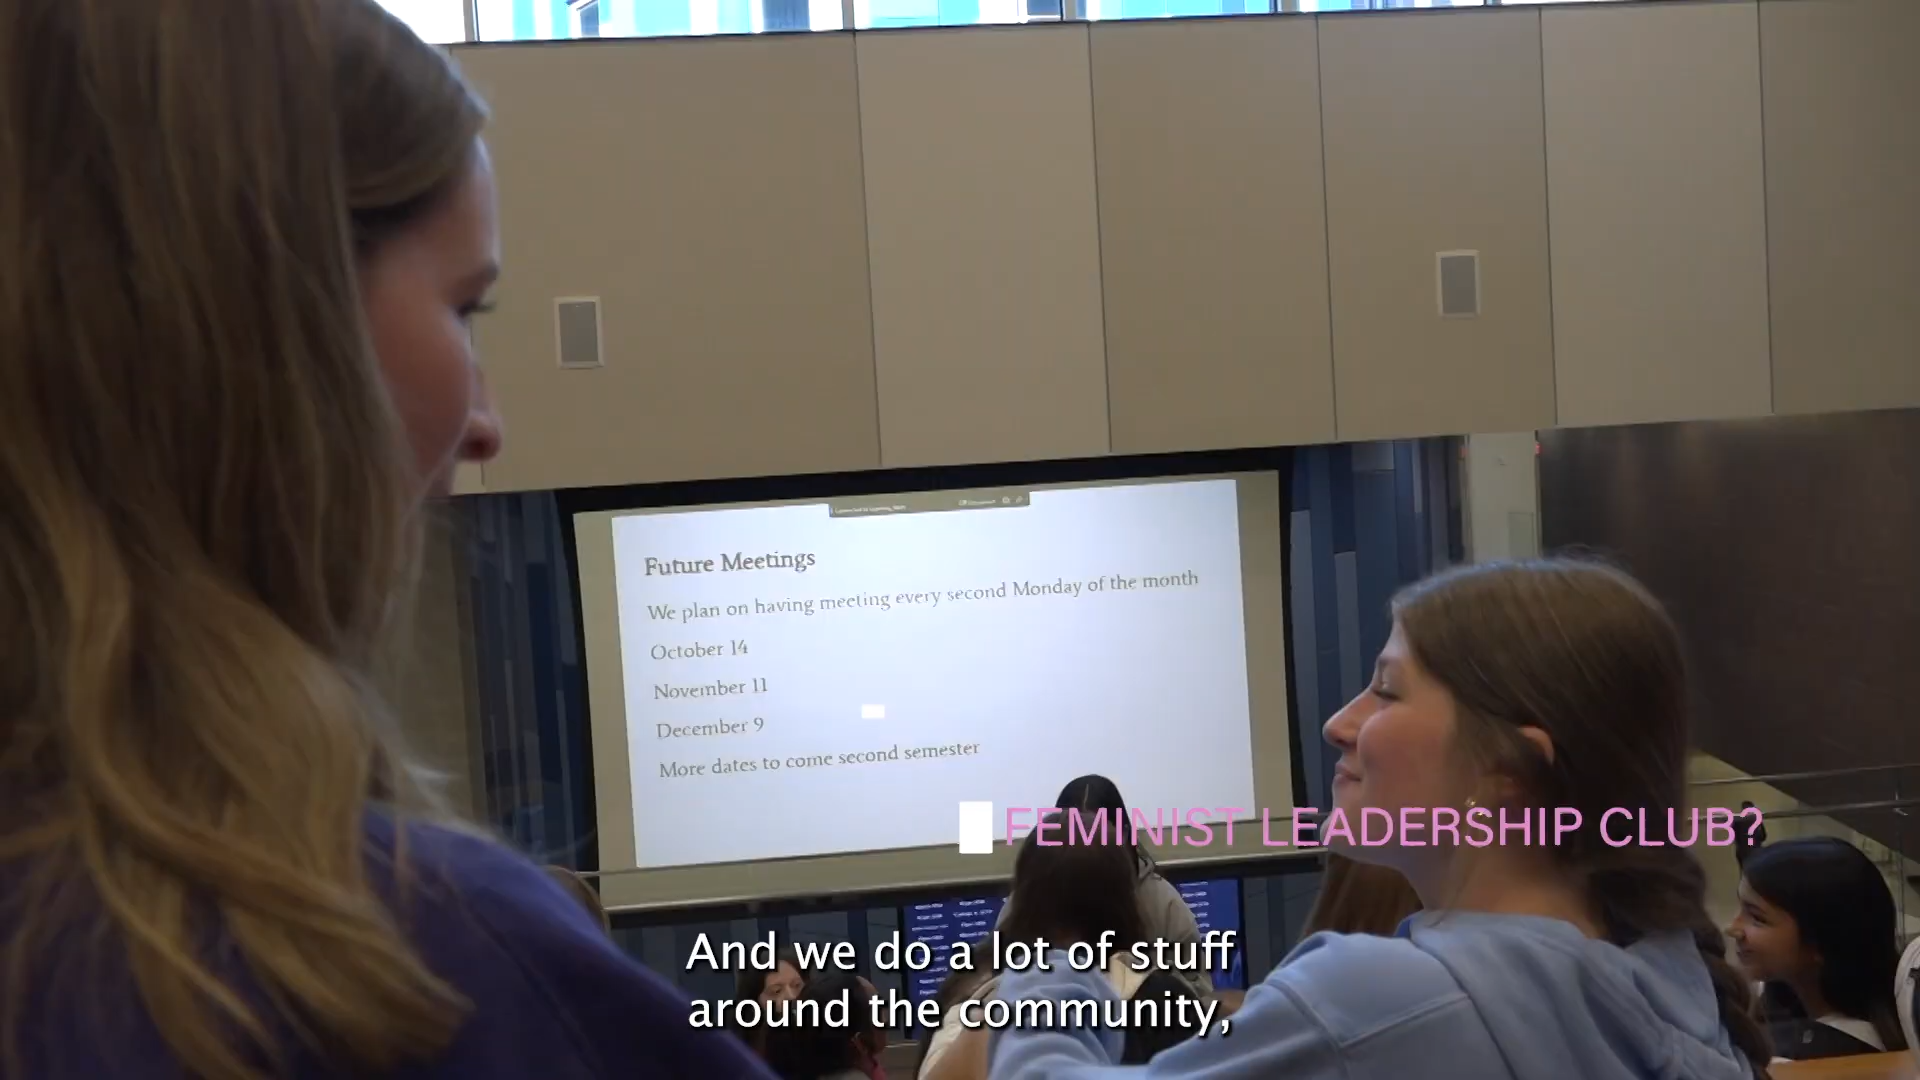 Future Meetings
We plan on having meeting every second Monday of the month
October 14
November 11
December 9
More dates to come second semester
FEMINIST LEADERSHIP CLUB?
And we do a lot of stuff
around the community,